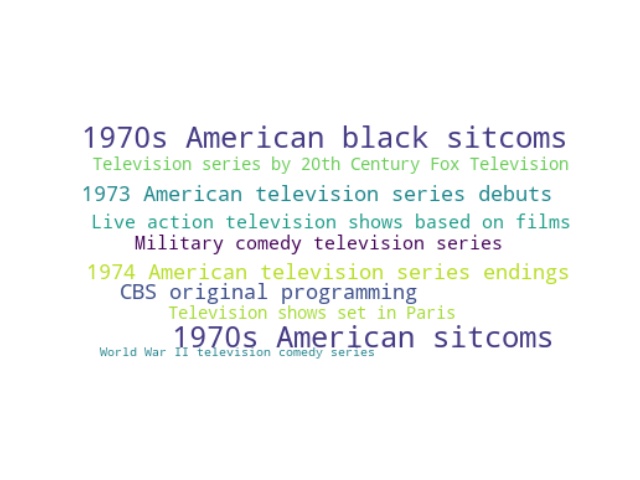 1970s American black sitcoms
Television series by 20th Century Fox Television
1973 American television series debuts
Live action television shows based on films
Military comedy television series
1974 American television series endings
CBS original programming
Television shows set in Paris
1970s American sitcoms
World War II television comedy series